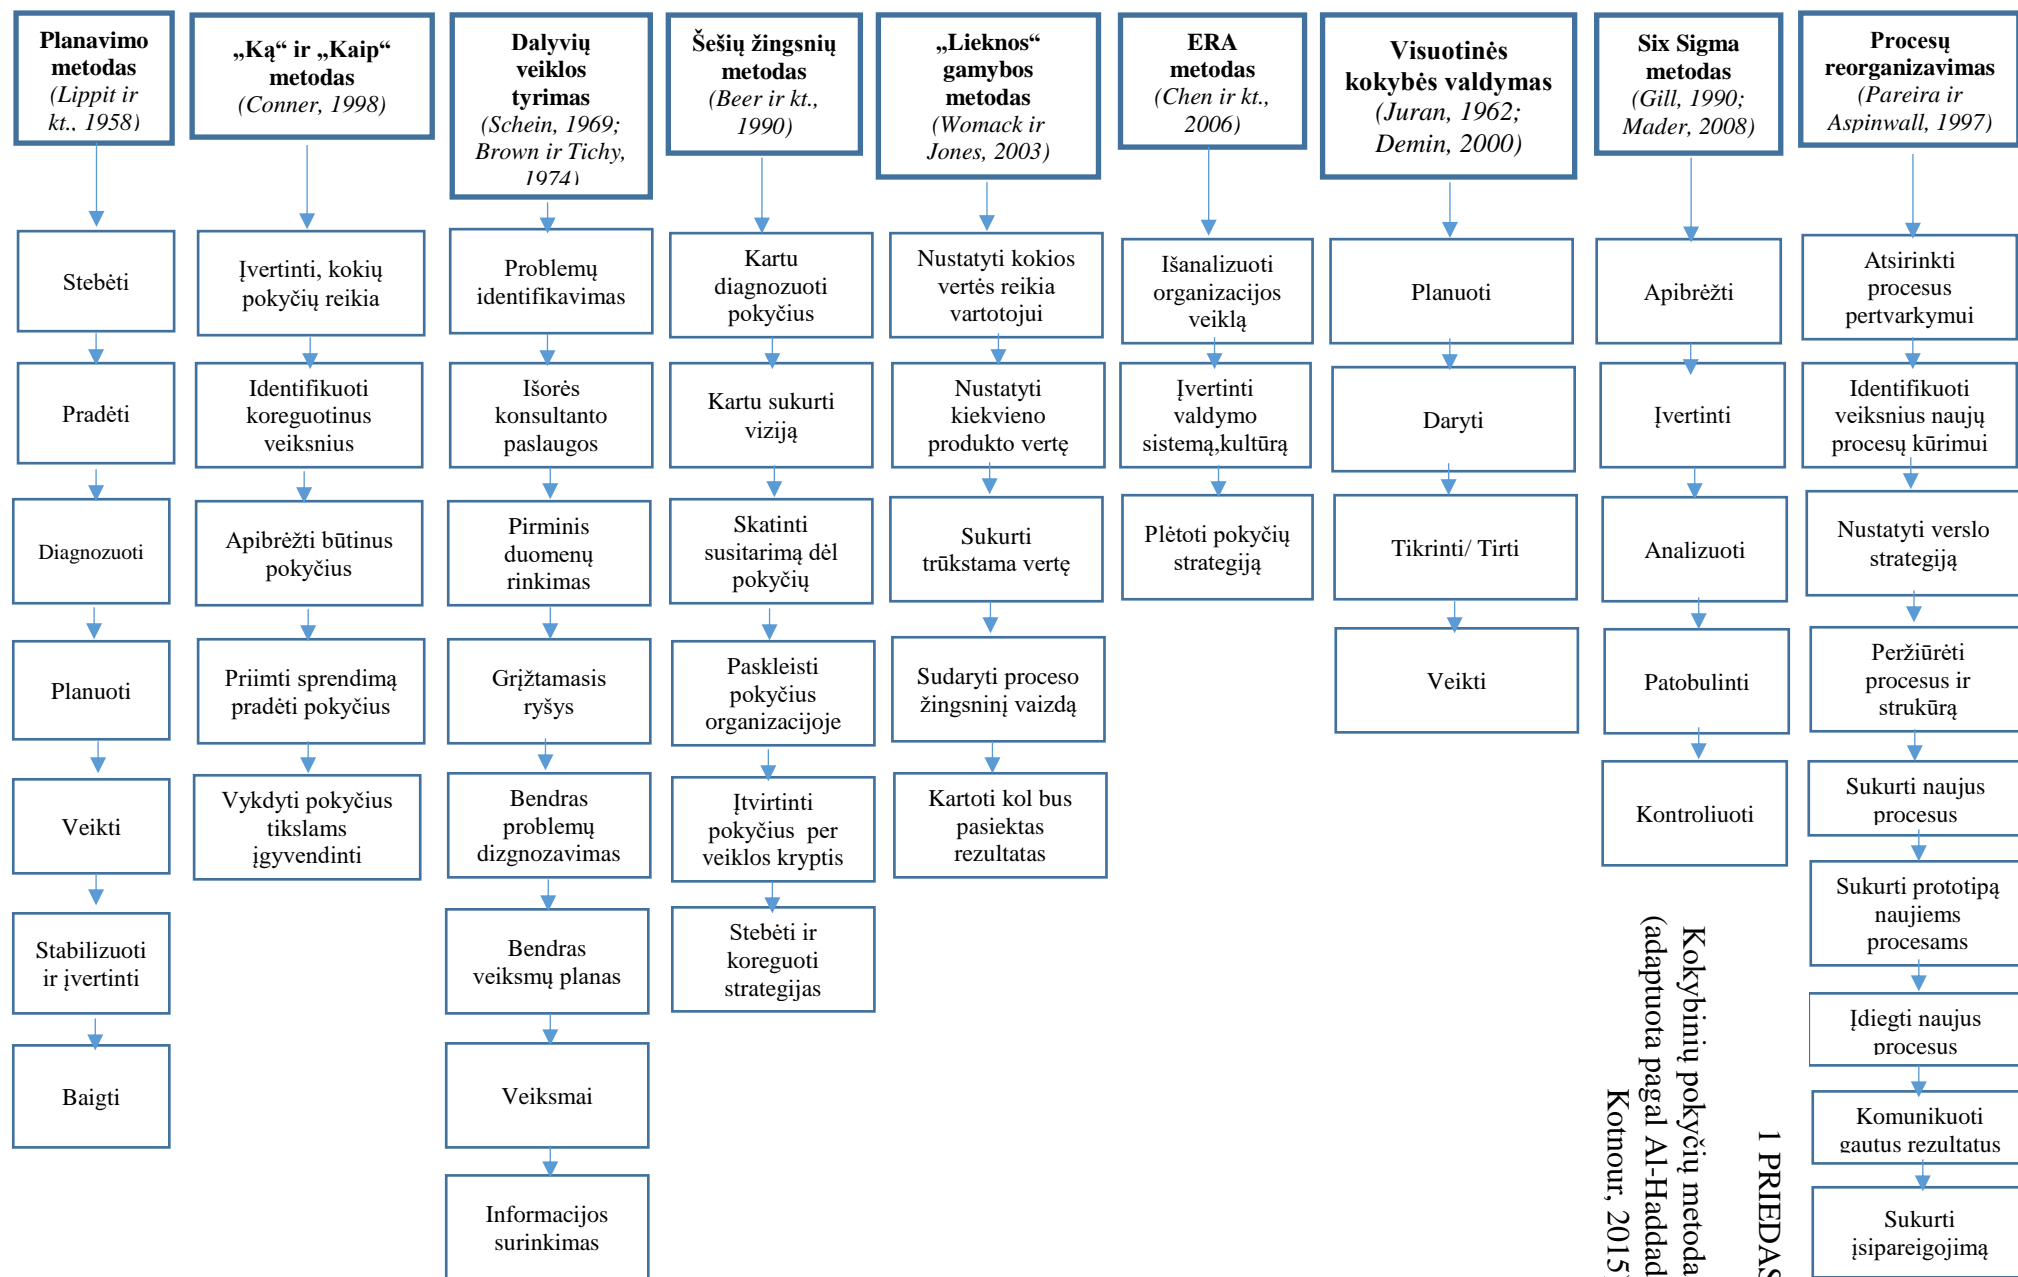 Planavimo
metodas
(Lippit ir
kt., 1958)
Stebėti
Pradėti
Diagnozuoti
Planuoti
Veikti
Stabilizuoti
ir įvertinti
Baigti
„Ką“ ir „Kaip“
metodas
(Conner, 1998)
Įvertinti, kokių
pokyčių reikia
Identifikuoti
koreguotinus
veiksnius
Apibrėžti būtinus
pokyčius
Priimti sprendimą
pradėti pokyčius
Vykdyti pokyčius
tikslams
įgyvendinti
Dalyvių
veiklos
tyrimas
(Schein, 1969;
Brown ir Tichy,
1974)
Problemų
identifikavimas
Išorės
konsultanto
paslaugos
Pirminis
duomenų
rinkimas
Grįžtamasis
ryšys
Bendras
problemų
dizgnozavimas
Bendras
veiksmų planas
Veiksmai
Informacijos
surinkimas
Šešių žingsnių
metodas
(Beer ir kt.,
1990)
Kartu
diagnozuoti
pokyčius
Kartu sukurti
viziją
Skatinti
susitarimą dėl
pokyčių
Paskleisti
pokyčius
organizacijoje
Įtvirtinti
pokyčius per
veiklos kryptis
Stebėti ir
koreguoti
strategijas
„Lieknos“
gamybos
metodas
(Womack ir
Jones, 2003)
Nustatyti kokios
vertės reikia
vartotojui
Nustatyti
kiekvieno
produkto vertę
Sukurti
trūkstama vertę
Sudaryti proceso
žingsninį vaizdą
Kartoti kol bus
pasiektas
rezultatas
ERA
metodas
(Chen ir kt.,
2006)
Išanalizuoti
organizacijos
veiklą
Įvertinti
valdymo
sistemą,kultūrą
Plėtoti pokyčių
strategiją
Visuotinės
kokybės valdymas
(Juran, 1962;
Demin, 2000)
Planuoti
Daryti
Tikrinti/ Tirti
Veikti
Six Sigma
metodas
(Gill, 1990;
Mader, 2008)
Apibrėžti
Įvertinti
Analizuoti
Patobulinti
Kontroliuoti
Procesų
reorganizavimas
(Pareira ir
Aspinwall, 1997)
Atsirinkti
procesus
pertvarkymui
Identifikuoti
veiksnius naujų
procesų kūrimui
Nustatyti verslo
strategiją
Peržiūrėti
procesus ir
strukūrą
Sukurti naujus
procesus
Sukurti prototipą
naujiems
procesams
Įdiegti naujus
procesus
Komunikuoti
gautus rezultatus
Sukurti
įsipareigojimą
1 PRIEDAS
Kokybinių pokyčių metoda
(adaptuota pagal Al-Haddad
Kotnour, 2015